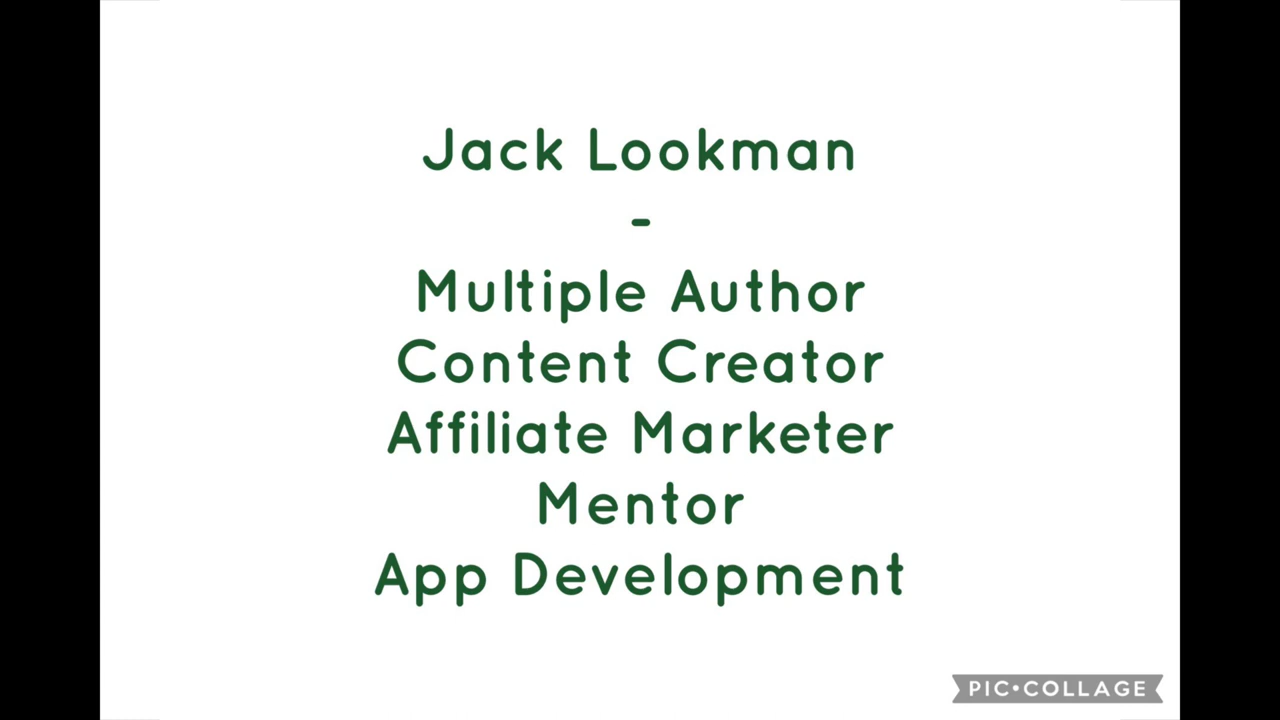 Jack Lookman
-
Multiple Author
Content Creator
Affiliate Marketer
Mentor
App Development
PIC•COLLAGE